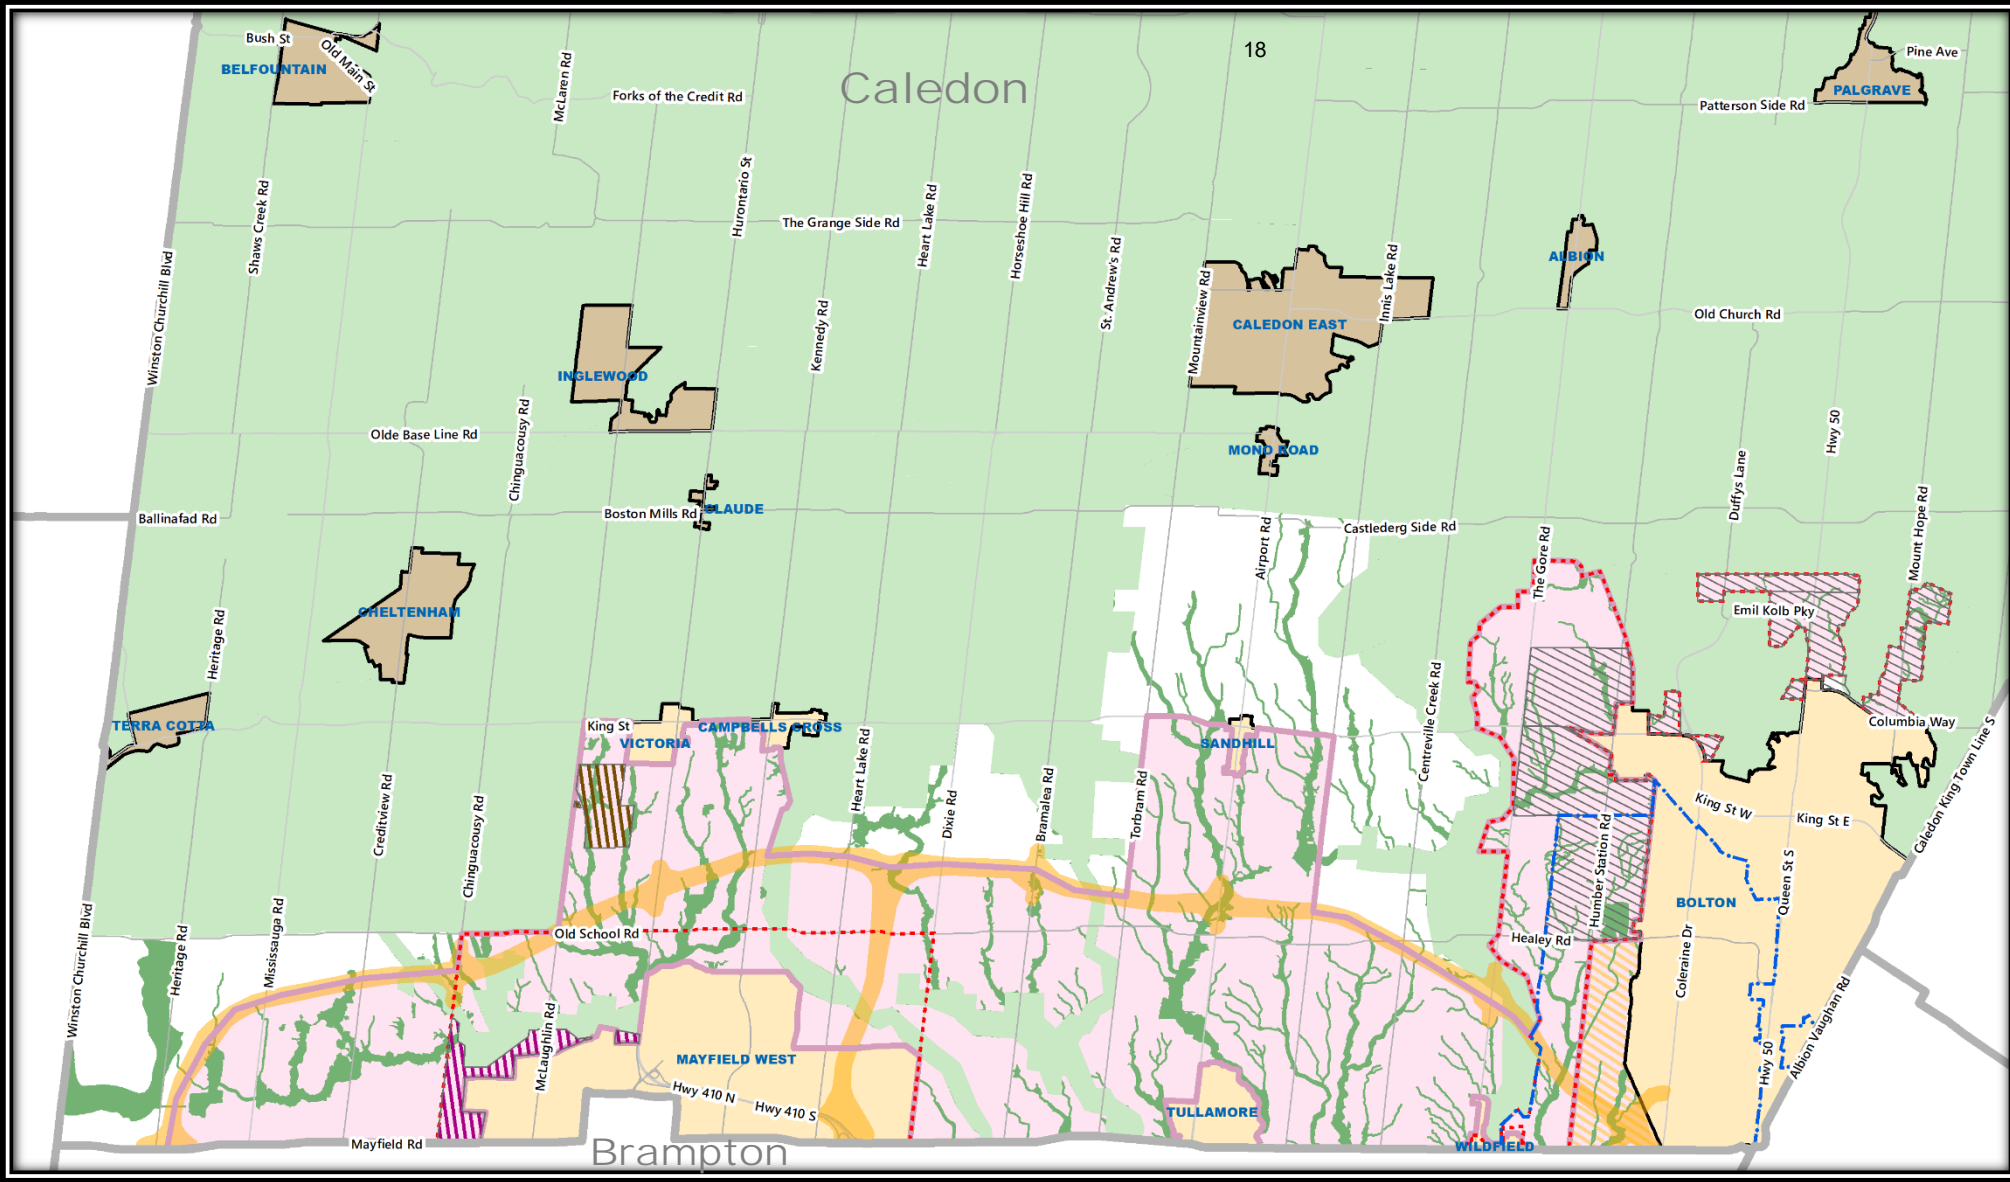 Bush St
18
Pine Ave
BELFOUNTAIN
Old Main St
Caledon
PALGRAVE
McLaren Rd
Forks of the Credit Rd
Patterson Side Rd
Hurontario St
Shaws Creek Rd
The Grange Side Rd
Heart Lake Rd
Horseshoe Hill Rd
St. Andrew's Rd
Innis Lake Rd
ALBION
Winston Churchill Blvd
Mountainview Rd
Kennedy Rd
CALEDON EAST
Old Church Rd
INGLEWOOD
Olde Base Line Rd
Chinguacousy Rd
MONO ROAD
Hwy 50
Duffys Lane
Mount Hope Rd
Ballinafad Rd
Boston Mills Rd
CLAUDE
Airport Rd
Castlederg Side Rd
The Gore Rd
CHELTENHAM
Heritage Rd
Emil Kolb Pky
TERRA COTTA
King St
VICTORIA
CAMPBELLS CROSS
SANDHILL
Centreville Creek Rd
Columbia Way
Creditview Rd
Chinguacousy Rd
Heart Lake Rd
Dixie Rd
Bramalea Rd
Torbram Rd
King St W
King St E
Caledon King Town Line S
Humber Station Rd
Queen St S
BOLTON
Winston Churchill Blvd
Heritage Rd
Mississauga Rd
Old School Rd
Healey Rd
Coleraine Dr
McLaughlin Rd
MAYFIELD WEST
Hwy 410 N
Hwy 410 S
Hwy 50
Albion Vaughan Rd
TULLAMORE
Mayfield Rd
Brampton
WILDFIELD